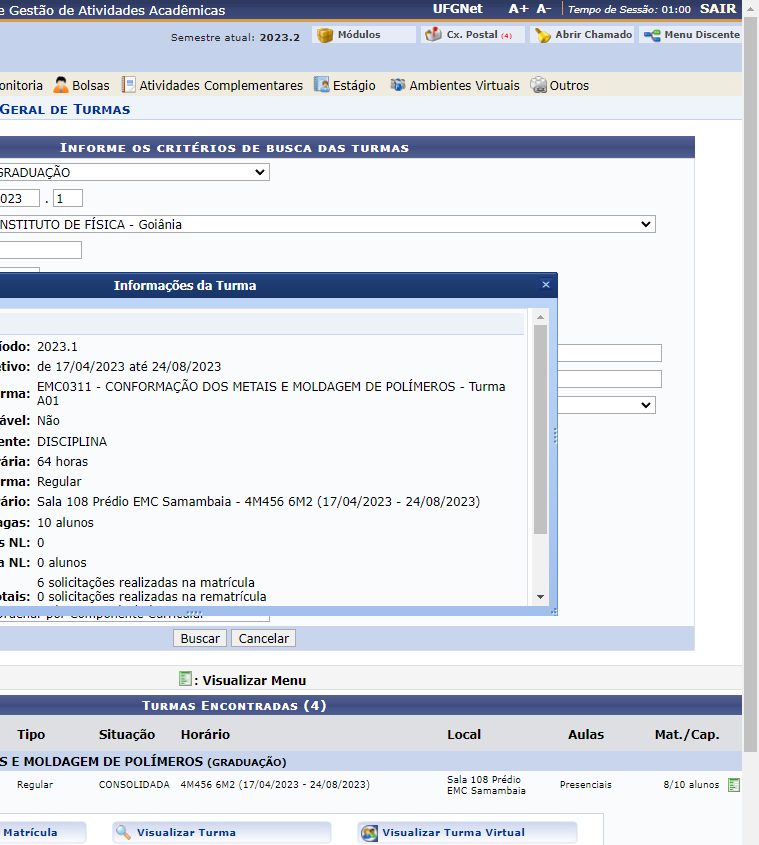 e Gestão de Atividades Acadêmicas
UFGNet A+ A- Tempo de Sessão: 01:00 SAIR
Semestre atual: 2023.2 Módulos Cx. Postal (4) Abrir Chamado Menu Discente
onitoria Bolsas Atividades Complementares Estágio Ambientes Virtuais Outros
Geral de Turmas
Informe os critérios de busca das turmas
GRADUAÇÃO
023 . 1
NSTITUTO DE FÍSICA - Goiânia
Informações da Turma
íodo: 2023.1
etivo: de 17/04/2023 até 24/08/2023
rma: EMC0311 - CONFORMAÇÃO DOS METAIS E MOLDAGEM DE POLÍMEROS - Turma
A01
ável: Não
ente: DISCIPLINA
ária: 64 horas
rma: Regular
ário: Sala 108 Prédio EMC Samambaia - 4M456 6M2 (17/04/2023 - 24/08/2023)
gas: 10 alunos
s NL: 0
a NL: 0 alunos
6 solicitações realizadas na matrícula
otais: 0 solicitações realizadas na rematrícula
ordenar por Componente Curricular
Buscar Cancelar
: Visualizar Menu
Turmas Encontradas (4)
Tipo Situação Horário Local Aulas Mat./Cap.
S E MOLDAGEM DE POLÍMEROS (GRADUAÇÃO)
Regular CONSOLIDADA 4M456 6M2 (17/04/2023 - 24/08/2023) Sala 108 Prédio
EMC Samambaia Presenciais 8/10 alunos
Matrícula Visualizar Turma Visualizar Turma Virtual